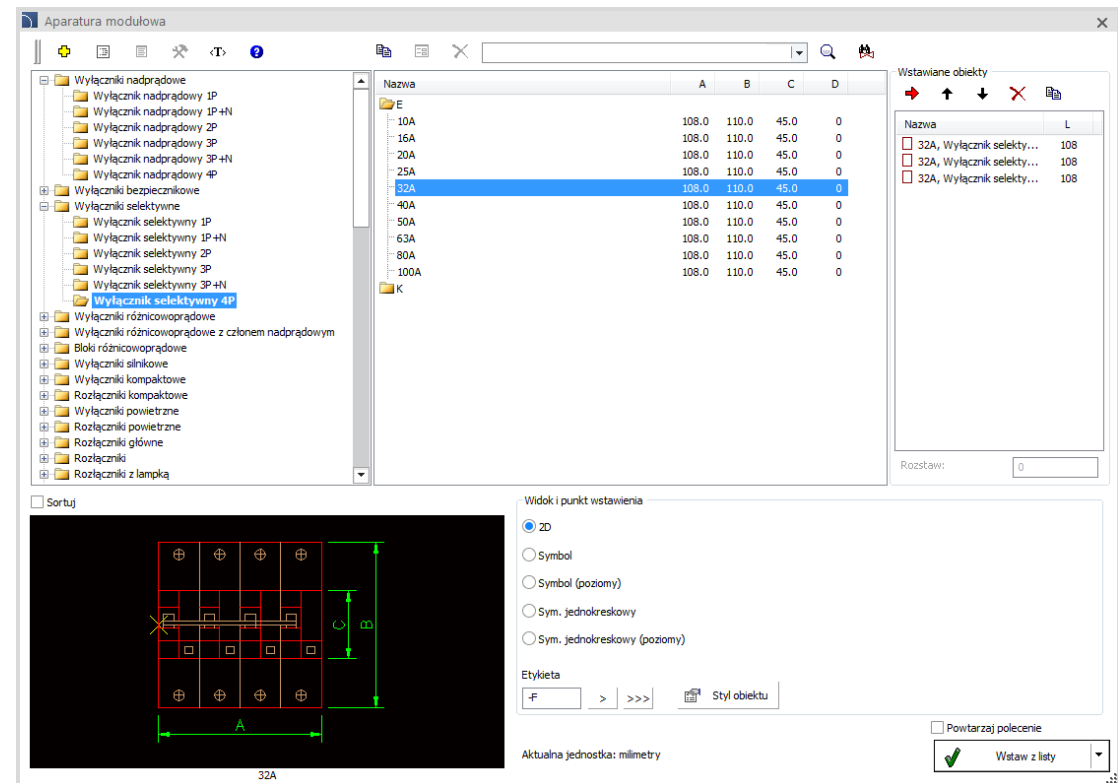 Aparatura modułowa
<T>
Wyłączniki nadprądowe
Wyłącznik nadprądowy 1P
Wyłącznik nadprądowy 1P+N
Wyłącznik nadprądowy 2P
Wyłącznik nadprądowy 3P
Wyłącznik nadprądowy 3P+N
Wyłącznik nadprądowy 4P
Wyłączniki bezpiecznikowe
Wyłączniki selektywne
Wyłącznik selektywny 1P
Wyłącznik selektywny 1P+N
Wyłącznik selektywny 2P
Wyłącznik selektywny 3P
Wyłącznik selektywny 3P+N
Wyłącznik selektywny 4P
Wyłączniki różnicowoprądowe
Wyłączniki różnicowoprądowe z członem nadprądowym
Bloki różnicowoprądowe
Wyłączniki silnikowe
Wyłączniki kompaktowe
Rozłączniki kompaktowe
Wyłączniki powietrzne
Rozłączniki powietrzne
Rozłączniki główne
Rozłączniki
Rozłączniki z lampką
Nazwa A B C D
E
10A 108.0 110.0 45.0 0
16A 108.0 110.0 45.0 0
20A 108.0 110.0 45.0 0
25A 108.0 110.0 45.0 0
32A 108.0 110.0 45.0 0
40A 108.0 110.0 45.0 0
50A 108.0 110.0 45.0 0
63A 108.0 110.0 45.0 0
80A 108.0 110.0 45.0 0
100A 108.0 110.0 45.0 0
K
Wstawiane obiekty
Nazwa L
32A, Wyłącznik selekty... 108
32A, Wyłącznik selekty... 108
32A, Wyłącznik selekty... 108
Rozstaw: 0
Sortuj
C
B
A
32A
Widok i punkt wstawienia
2D
Symbol
Symbol (poziomy)
Sym. jednokreskowy
Sym. jednokreskowy (poziomy)
Etykieta
-F > >>> Styl obiektu
Aktualna jednostka: milimetry
Powtarzaj polecenie
Wstaw z listy